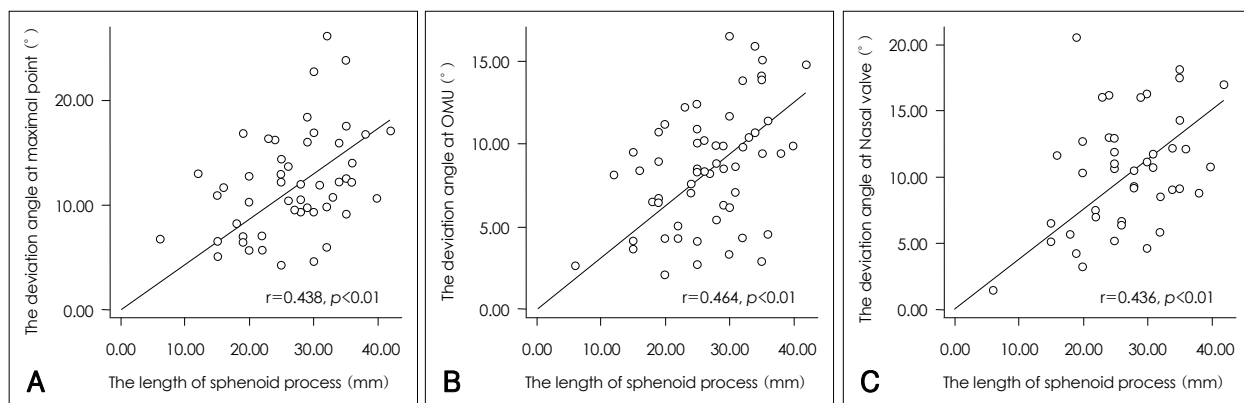 The deviation angle at maximal point (°)
20.00
10.00
0.00
r=0.438, p<0.01
0.00 10.00 20.00 30.00 40.00
The length of sphenoid process (mm)
A
The deviation angle at OMU (°)
15.00
10.00
5.00
0.00
r=0.464, p<0.01
0.00 10.00 20.00 30.00 40.00
The length of sphenoid process (mm)
B
The deviation angle at Nasal valve (°)
20.00
15.00
10.00
5.00
0.00
r=0.436, p<0.01
0.00 10.00 20.00 30.00 40.00
The length of sphenoid process (mm)
C